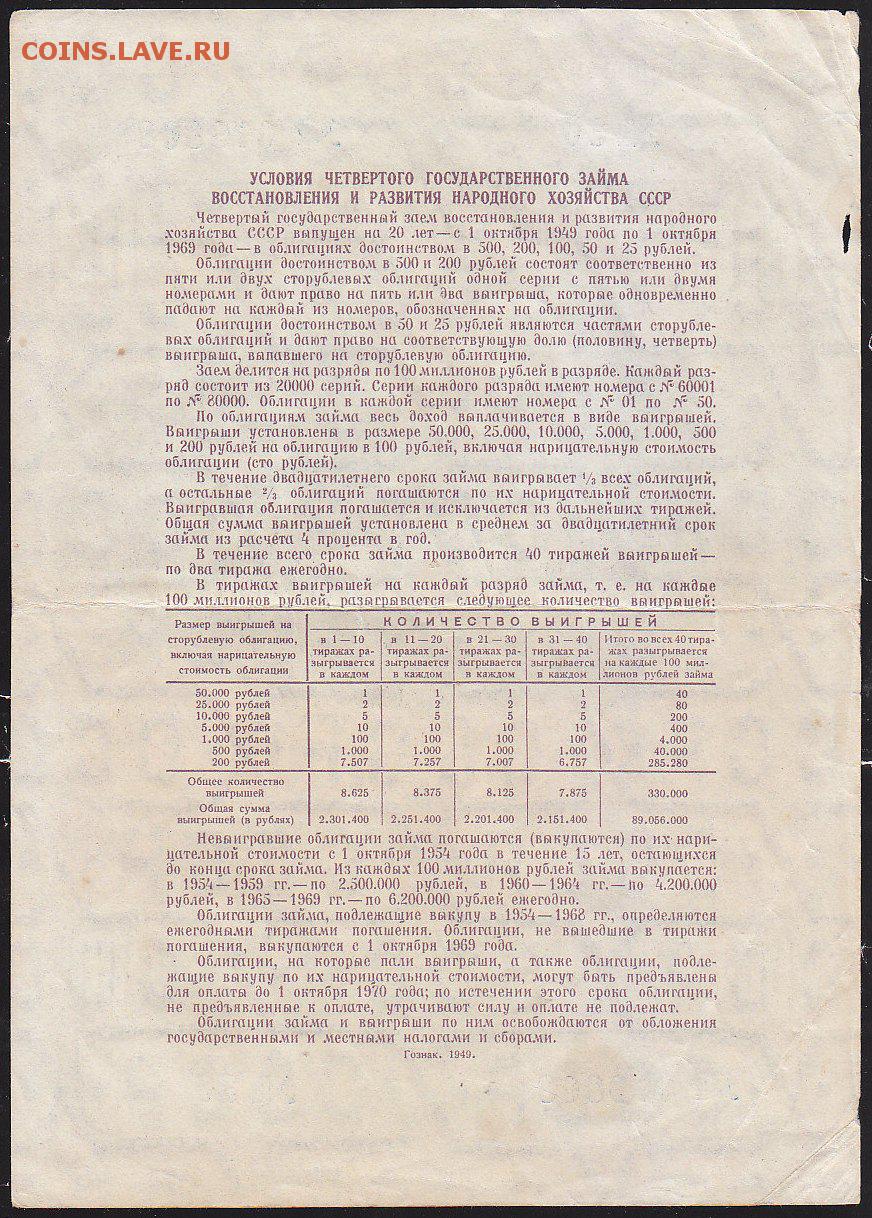 COINS.LAVE.RU
УСЛОВИЯ ЧЕТВЕРТОГО ГОСУДАРСТВЕННОГО ЗАЙМА
ВОССТАНОВЛЕНИЯ И РАЗВИТИЯ НАРОДНОГО ХОЗЯЙСТВА СССР
Четвертый государственный заем восстановления и развития народного
хозяйства СССР выпущен на 20 лет — с 1 октября 1949 года по 1 октября
1969 года — в облигациях достоинством в 500, 200, 100, 50 и 25 рублей.
Облигации достоинством в 500 и 200 рублей состоят соответственно из
пяти или двух сторублевых облигаций одной серии с пятью или двумя
номерами и дают право на пять или два выигрыша, которые одновременно
падают на каждый из номеров, обозначенных на облигации.
Облигации достоинством в 50 и 25 рублей являются частями сторубле-
вых облигаций и дают право на соответствующую долю (половину, четверть)
выигрыша, выпавшего на сторублевую облигацию.
Заем делится на разряды по 100 миллионов рублей в разряде. Каждый раз-
ряд состоит из 20000 серий. Серии каждого разряда имеют номера с № 60001
по № 80000. Облигации в каждой серии имеют номера с № 01 по № 50.
По облигациям займа весь доход выплачивается в виде выигрышей.
Выигрыши установлены в размере 50.000, 25.000, 10.000, 5.000, 1.000, 500
и 200 рублей на облигацию в 100 рублей, включая нарицательную стоимость
облигации (сто рублей).
В течение двадцатилетнего срока займа выигрывает 1/3 всех облигаций,
а остальные 2/3 облигаций погашаются по их нарицательной стоимости.
Выигравшая облигация погашается и исключается из дальнейших тиражей.
Общая сумма выигрышей установлена в среднем за двадцатилетний срок
займа из расчета 4 процента в год.
В течение всего срока займа производится 40 тиражей выигрышей —
по два тиража ежегодно.
В тиражах выигрышей на каждый разряд займа, т. е. на каждые
100 миллионов рублей, разыгрывается следующее количество выигрышей:
Размер выигрышей на
сторублевую облигацию,
включая нарицательную
стоимость облигации
КОЛИЧЕСТВО ВЫИГРЫШЕЙ
в 1 — 10 тиражах ра- зыгрывается в каждом
в 11 — 20 тиражах ра- зыгрывается в каждом
в 21 — 30 тиражах ра- зыгрывается в каждом
в 31 — 40 тиражах ра- зыгрывается в каждом
Итого во всех 40 тира- жах разыгрывается на каждые 100 мил- лионов рублей займа
50.000 рублей 1 1 1 1 40
25.000 рублей 2 2 2 2 80
10.000 рублей 5 5 5 5 200
5.000 рублей 10 10 10 10 400
1.000 рублей 100 100 100 100 4.000
500 рублей 1.000 1.000 1.000 1.000 40.000
200 рублей 7.507 7.257 7.007 6.757 285.280
Общее количество
выигрышей 8.625 8.375 8.125 7.875 330.000
Общая сумма
выигрышей (в рублях) 2.301.400 2.251.400 2.201.400 2.151.400 89.056.000
Невыигравшие облигации займа погашаются (выкупаются) по их нари-
цательной стоимости с 1 октября 1954 года в течение 15 лет, остающихся
до конца срока займа. Из каждых 100 миллионов рублей займа выкупается:
в 1954 — 1959 гг. — по 2.500.000 рублей, в 1960 — 1964 гг. — по 4.200.000
рублей, в 1965 — 1969 гг. — по 6.200.000 рублей ежегодно.
Облигации займа, подлежащие выкупу в 1954 — 1968 гг., определяются
ежегодными тиражами погашения. Облигации, не вышедшие в тиражи
погашения, выкупаются с 1 октября 1969 года.
Облигации, на которые пали выигрыши, а также облигации, подле-
жащие выкупу по их нарицательной стоимости, могут быть предъявлены
для оплаты до 1 октября 1970 года; по истечении этого срока облигации,
не предъявленные к оплате, утрачивают силу и оплате не подлежат.
Облигации займа и выигрыши по ним освобождаются от обложения
государственными и местными налогами и сборами.
Гознак. 1949.